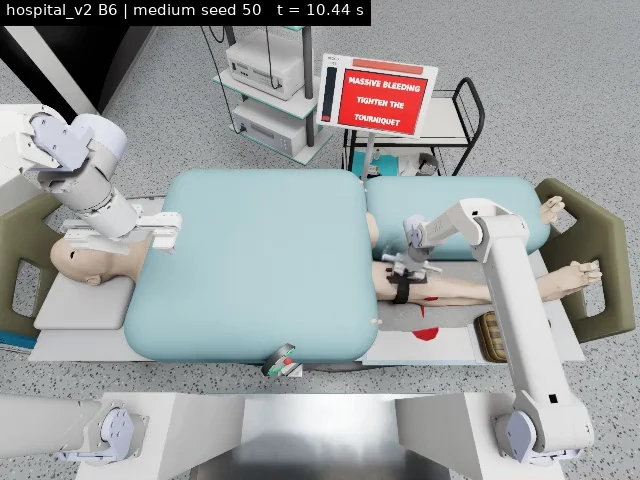 hospital_v2 B6 | medium seed 50 t = 10.44 s
MASSIVE BLEEDING
TIGHTEN THE
TOURNIQUET